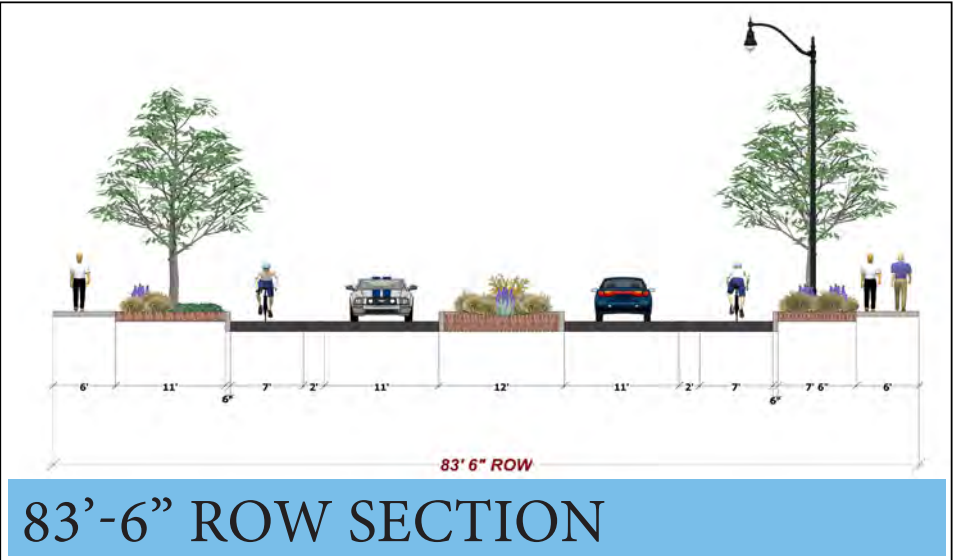 6' 11' 7' 2' 11' 12' 11' 2' 7' 7' 6" 6'
6" 6"
83' 6" ROW
83’-6” ROW SECTION